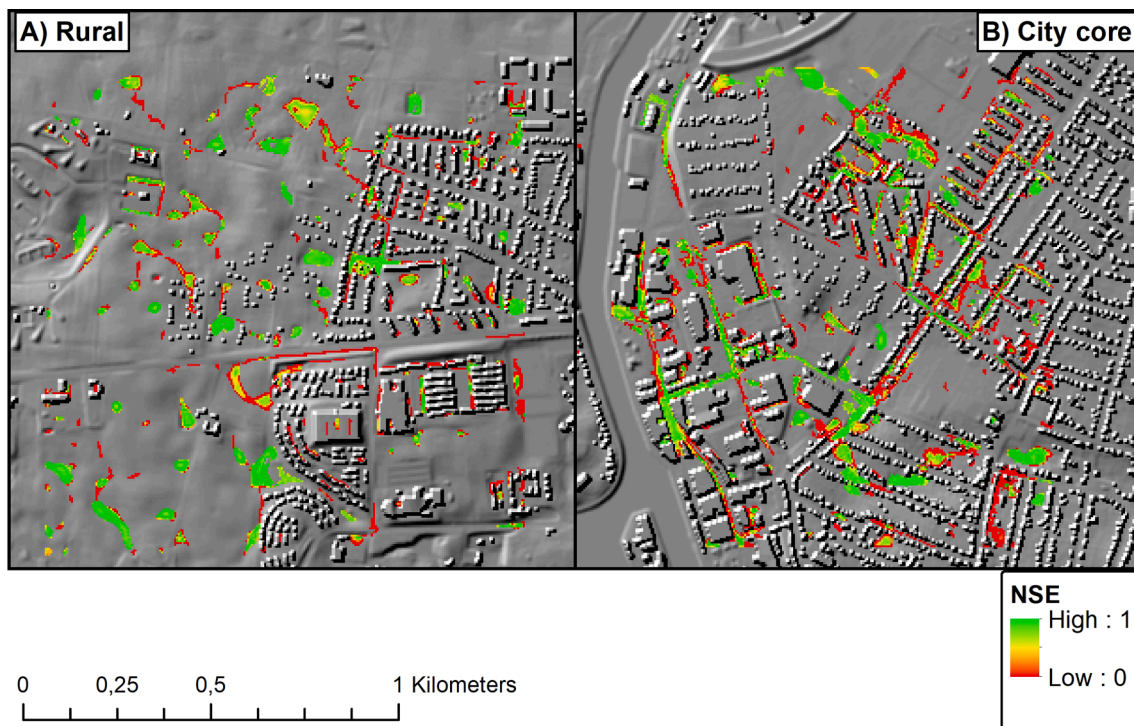 A) Rural
B) City core
NSE
High : 1
Low : 0
0 0,25 0,5 1 Kilometers